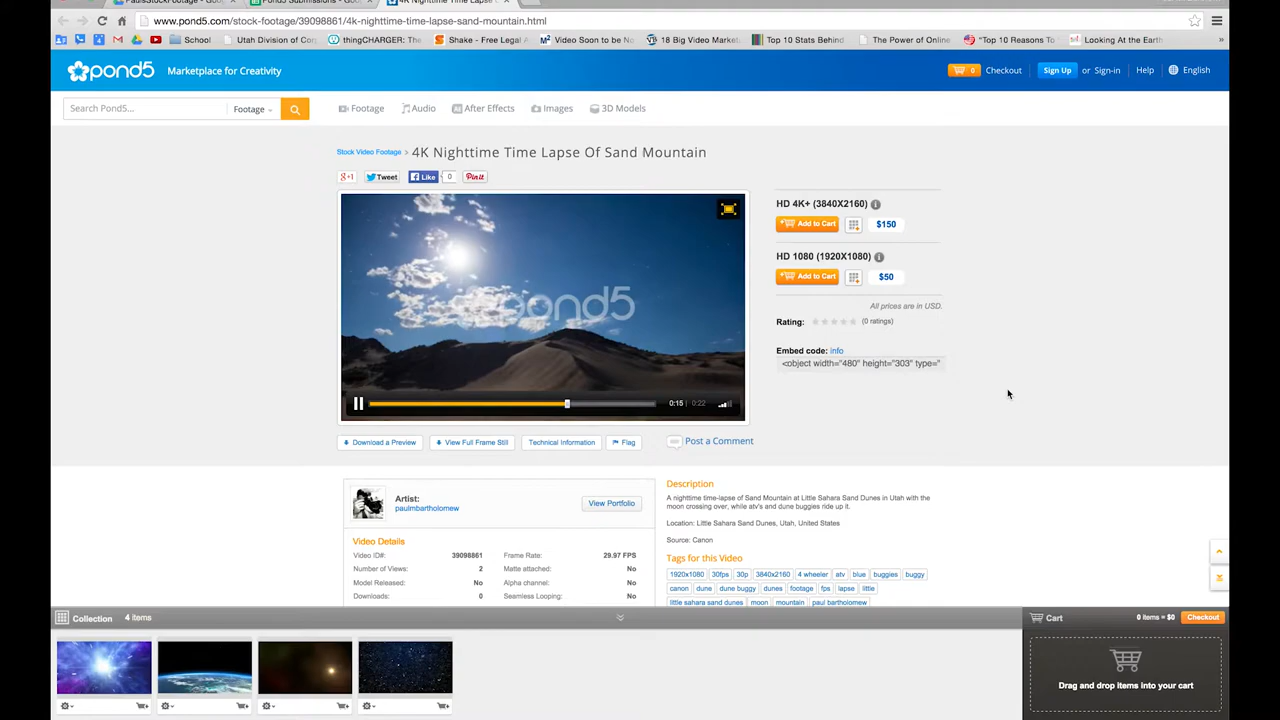 Pond5 Submissions - Goog
4K Nighttime Time Lapse O
www.pond5.com/stock-footage/39098861/4k-nighttime-time-lapse-sand-mountain.html
School Utah Division of Corp thingCHARGER: The Shake - Free Legal Video Soon to be No 18 Big Video Market Top 10 Stats Behind The Power of Online "Top 10 Reasons To Looking At the Earth »
pond5 Marketplace for Creativity 0 Checkout Sign Up or Sign-in Help English
Search Pond5... Footage Footage Audio After Effects Images 3D Models
Stock Video Footage > 4K Nighttime Time Lapse Of Sand Mountain
g+1 Tweet Like 0 Pin it
HD 4K+ (3840X2160)
Add to Cart $150
HD 1080 (1920X1080)
Add to Cart $50
All prices are in USD.
pond5
Rating: (0 ratings)
Embed code: info
<object width="480" height="303" type="
0:15 | 0:22
Download a Preview View Full Frame Still Technical Information Flag Post a Comment
Artist:
paulmbartholomew
View Portfolio
Video Details
Video ID#: 39098861 Frame Rate: 29.97 FPS
Number of Views: 2 Matte attached: No
Model Released: No Alpha channel: No
Downloads: 0 Seamless Looping: No
Description
A nighttime time-lapse of Sand Mountain at Little Sahara Sand Dunes in Utah with the
moon crossing over, while atv's and dune buggies ride up it.
Location: Little Sahara Sand Dunes, Utah, United States
Source: Canon
Tags for this Video
1920x1080 30fps 30p 3840x2160 4 wheeler atv blue buggies buggy
canon dune dune buggy dunes footage fps lapse little
little sahara sand dunes moon mountain paul bartholomew
Collection 4 items
Cart 0 items = $0 Checkout
Drag and drop items into your cart